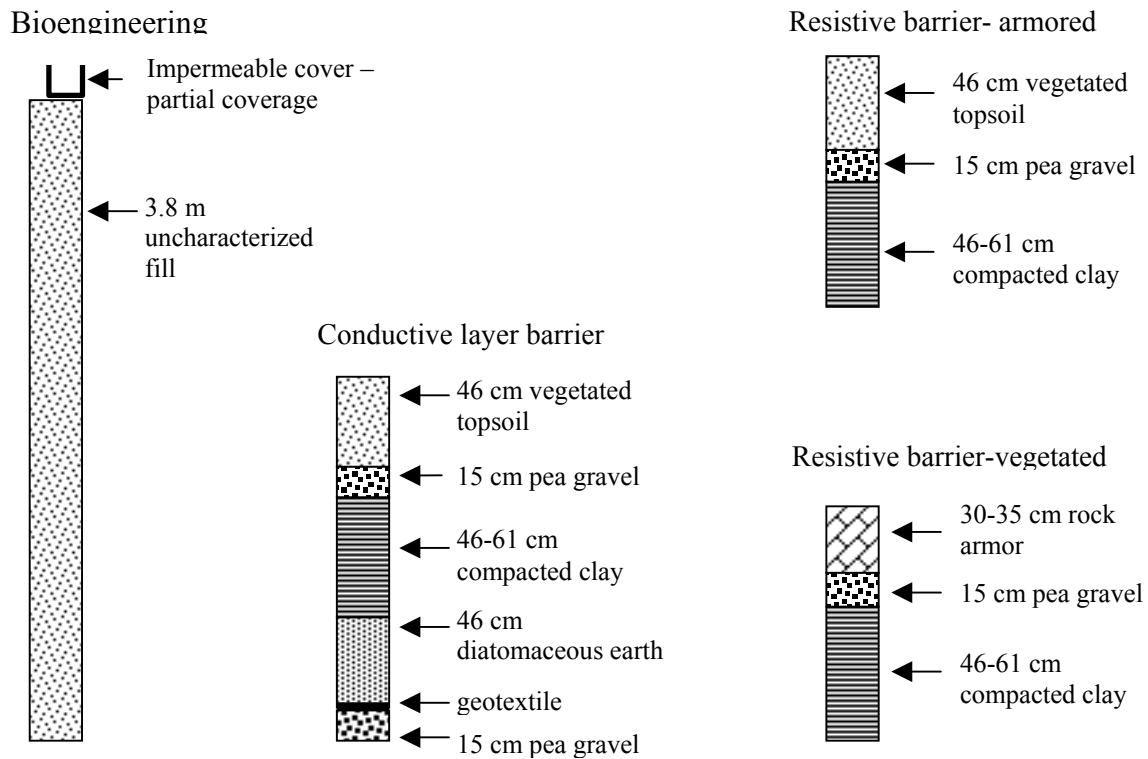 Bioengineering
Impermeable cover –
partial coverage
3.8 m
uncharacterized
fill
Conductive layer barrier
46 cm vegetated
topsoil
15 cm pea gravel
46-61 cm
compacted clay
46 cm
diatomaceous earth
geotextile
15 cm pea gravel
Resistive barrier- armored
46 cm vegetated
topsoil
15 cm pea gravel
46-61 cm
compacted clay
Resistive barrier-vegetated
30-35 cm rock
armor
15 cm pea gravel
46-61 cm
compacted clay